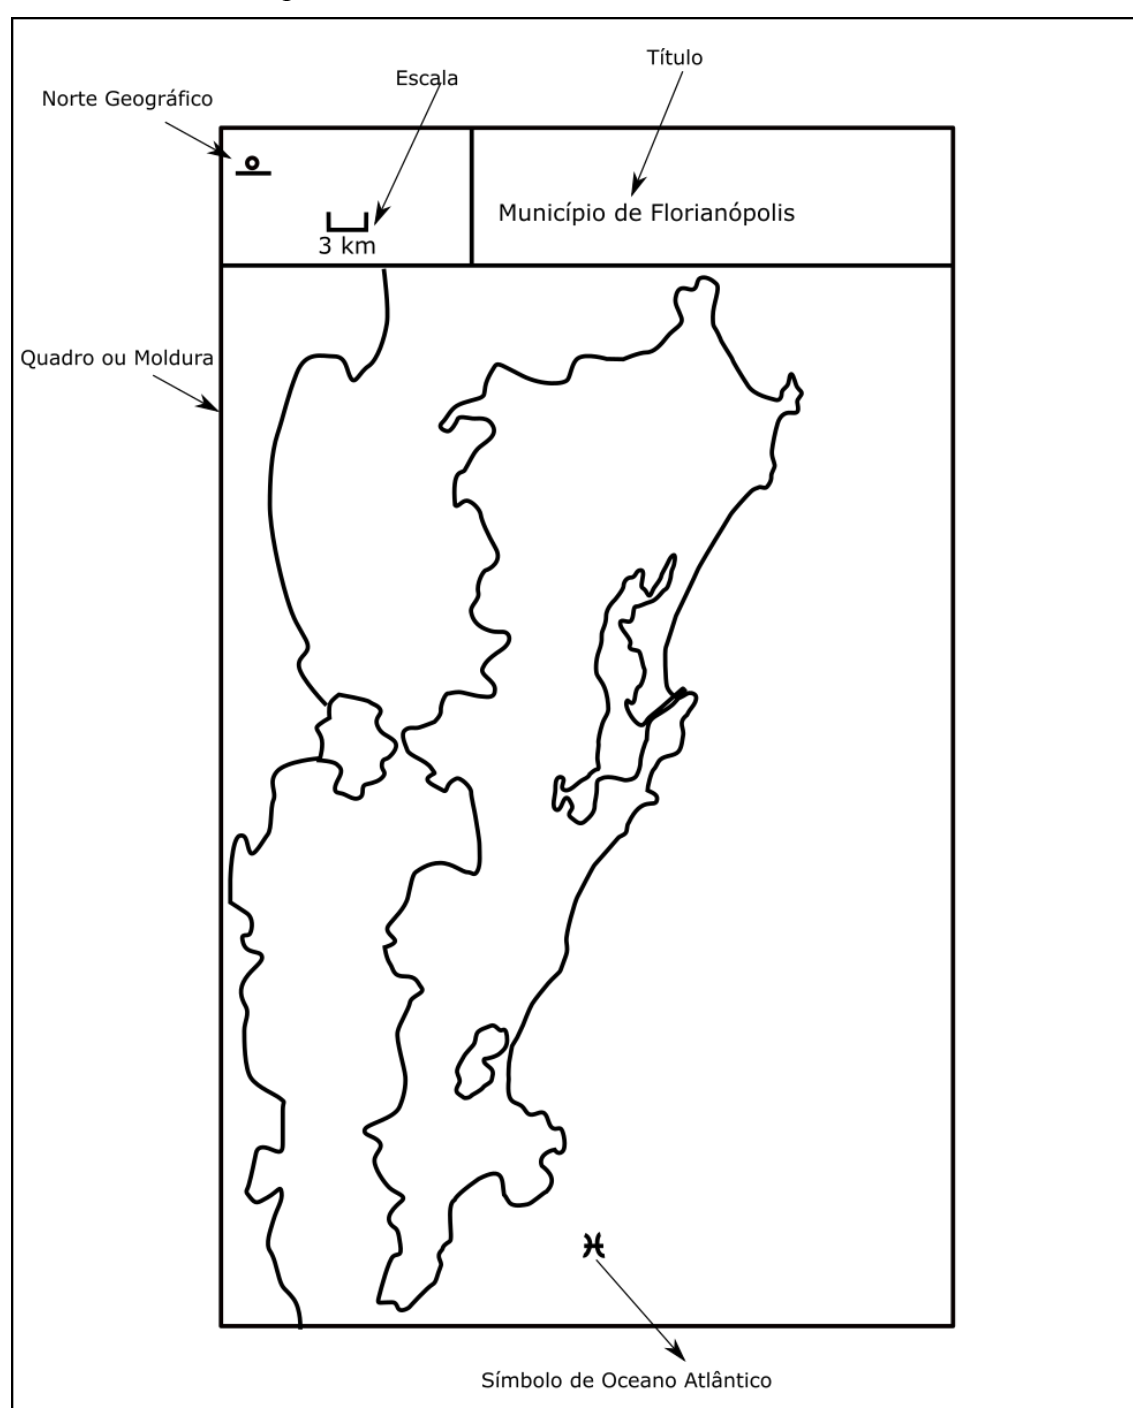 Título
Escala
Norte Geográfico
Município de Florianópolis
3 km
Quadro ou Moldura
Símbolo de Oceano Atlântico